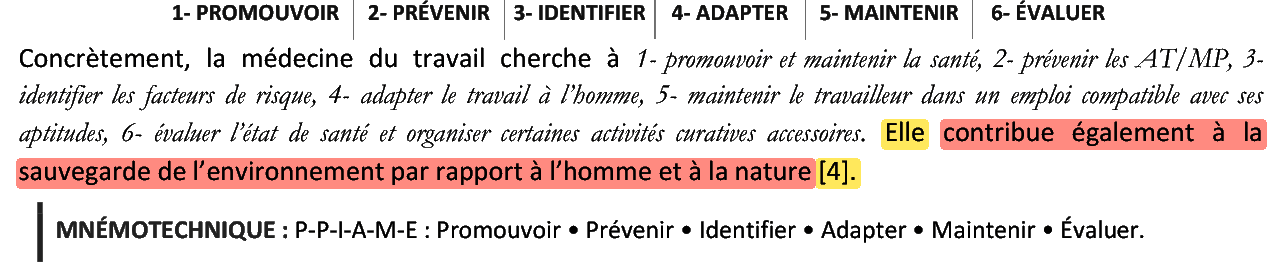 1- PROMOUVOIR 2- PRÉVENIR 3- IDENTIFIER 4- ADAPTER 5- MAINTENIR 6- ÉVALUER
Concrètement, la médecine du travail cherche à 1- promouvoir et maintenir la santé, 2- prévenir les AT/MP, 3-
identifier les facteurs de risque, 4- adapter le travail à l'homme, 5- maintenir le travailleur dans un emploi compatible avec ses
aptitudes, 6- évaluer l'état de santé et organiser certaines activités curatives accessoires. Elle contribue également à la
sauvegarde de l'environnement par rapport à l'homme et à la nature [4].
MNÉMOTECHNIQUE : P-P-I-A-M-E : Promouvoir • Prévenir • Identifier • Adapter • Maintenir • Évaluer.